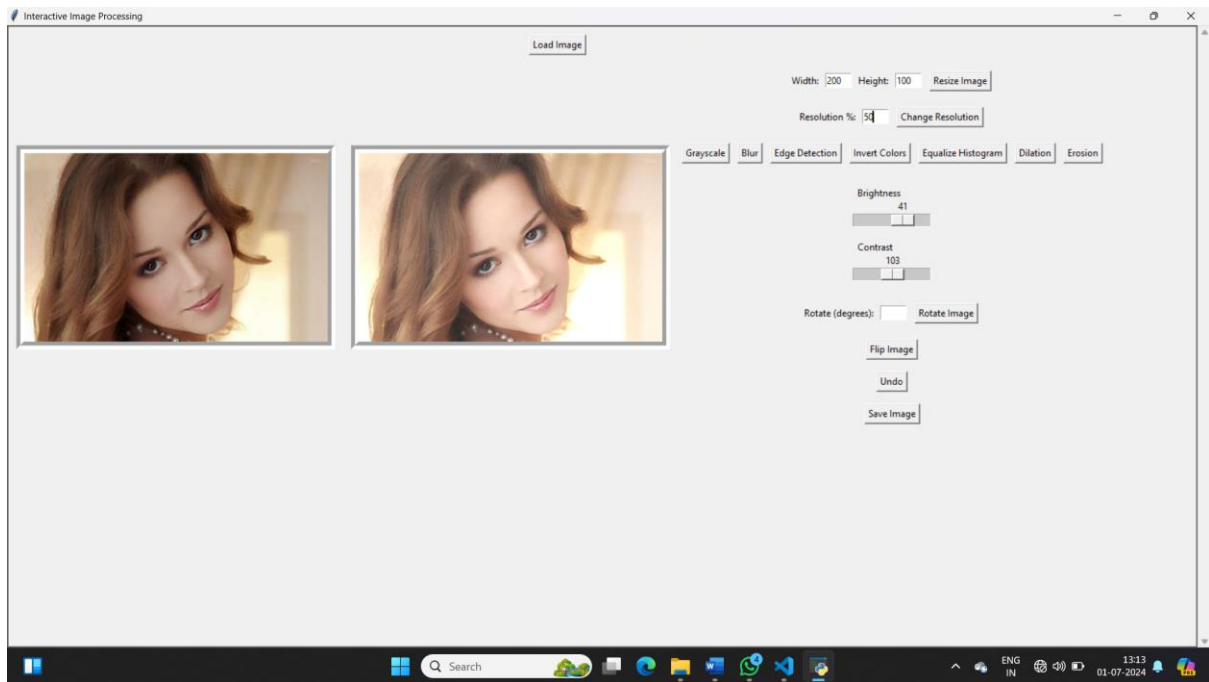 Interactive Image Processing
Load Image
Width: 200 Height: 100 Resize Image
Resolution %: 50 Change Resolution
Grayscale Blur Edge Detection Invert Colors Equalize Histogram Dilation Erosion
Brightness
41
Contrast
103
Rotate (degrees): Rotate Image
Flip Image
Undo
Save Image
Search
4
ENG
IN
13:13
01-07-2024